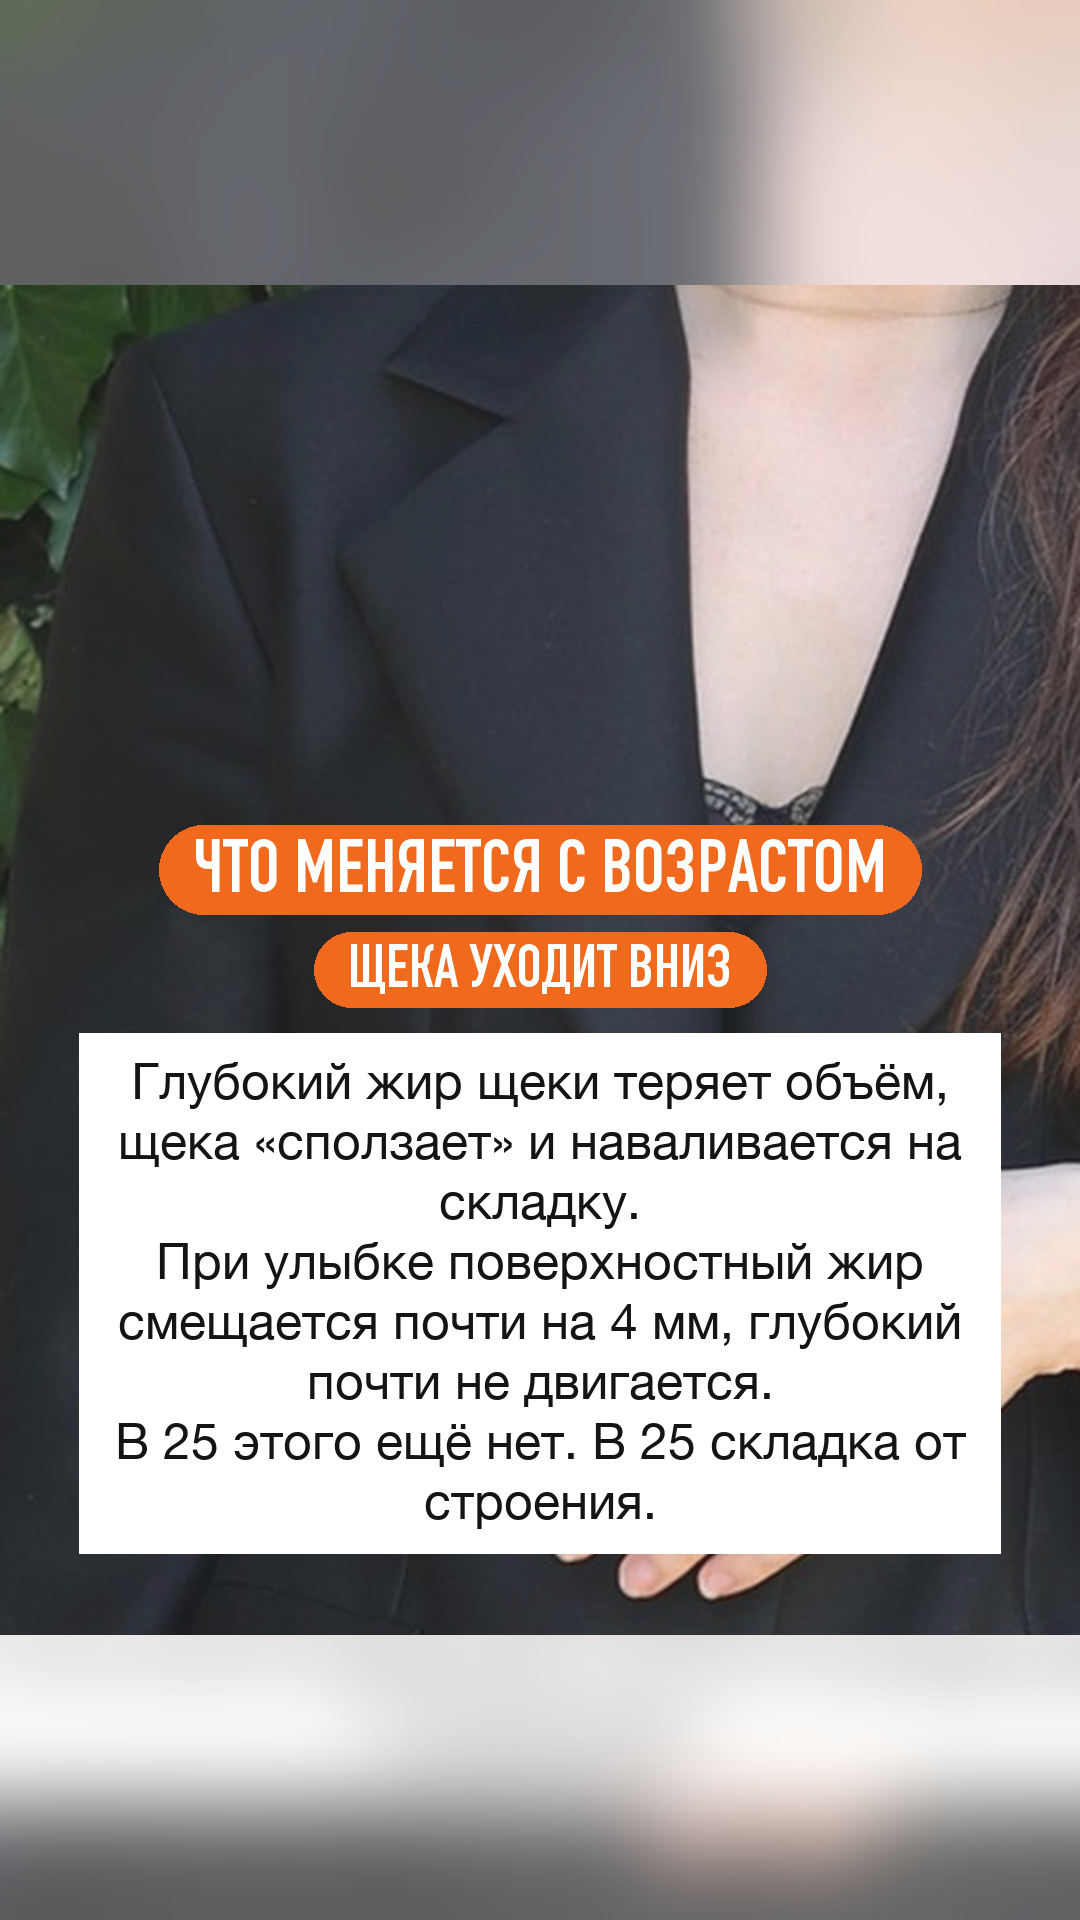 ЧТО МЕНЯЕТСЯ С ВОЗРАСТОМ
ЩЕКА УХОДИТ ВНИЗ
Глубокий жир щеки теряет объём,
щека «сползает» и наваливается на
складку.
При улыбке поверхностный жир
смещается почти на 4 мм, глубокий
почти не двигается.
В 25 этого ещё нет. В 25 складка от
строения.